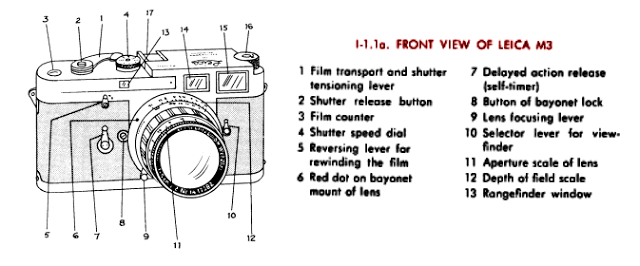 3 2 1 4 17 13 14 15 16
5 6 7 8 9 11 10 12
I-1.1a. FRONT VIEW OF LEICA M3
1 Film transport and shutter
tensioning lever
2 Shutter release button
3 Film counter
4 Shutter speed dial
5 Reversing lever for
rewinding the film
6 Red dot on bayonet
mount of lens
7 Delayed action release
(self-timer)
8 Button of bayonet lock
9 Lens focusing lever
10 Selector lever for view-
finder
11 Aperture scale of lens
12 Depth of field scale
13 Rangefinder window